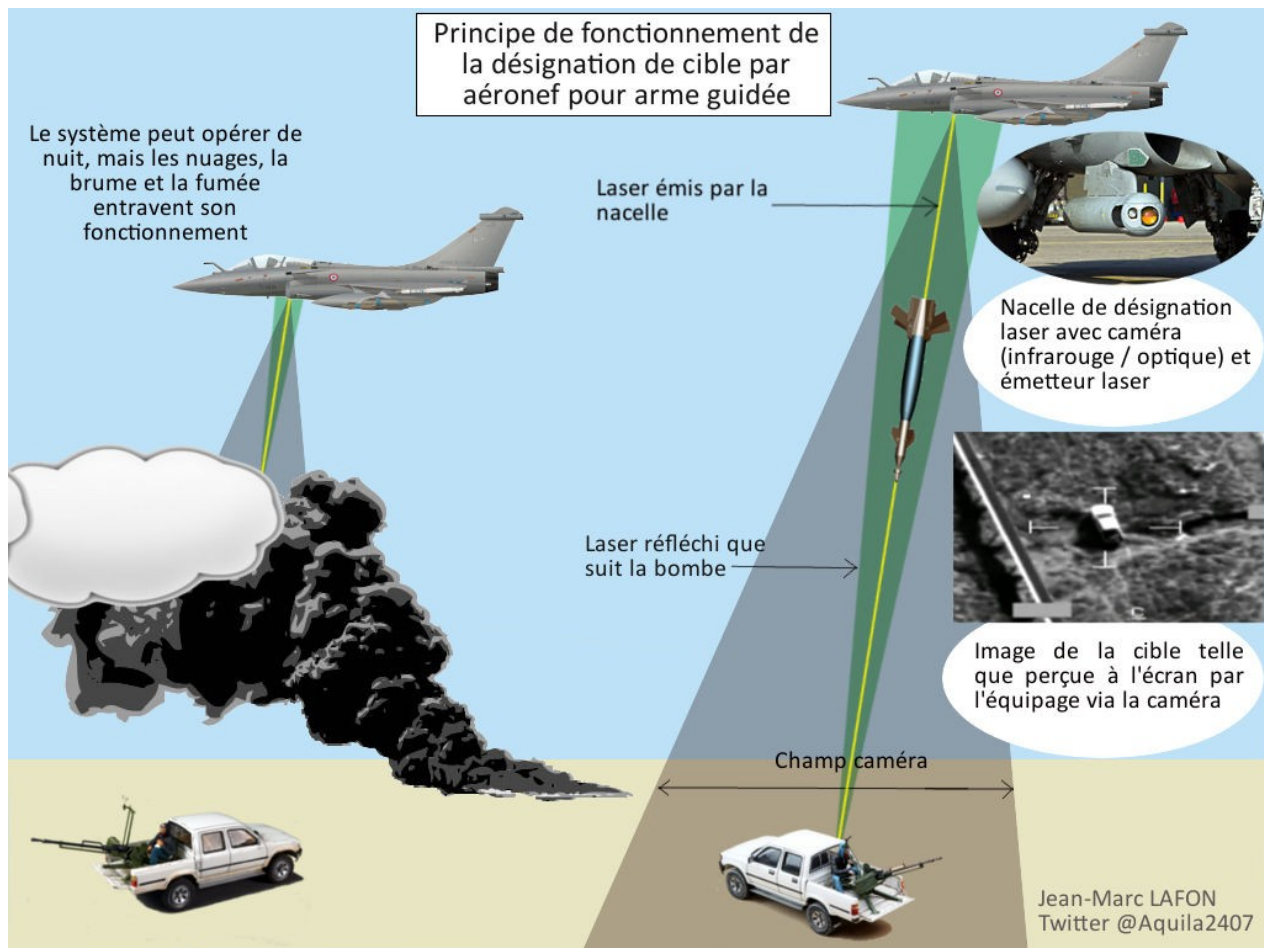 Principe de fonctionnement de
la désignation de cible par
aéronef pour arme guidée
Le système peut opérer de
nuit, mais les nuages, la
brume et la fumée
entravent son
fonctionnement
Laser émis par la
nacelle
Nacelle de désignation
laser avec caméra
(infrarouge / optique) et
émetteur laser
Laser réfléchi que
suit la bombe
Image de la cible telle
que perçue à l'écran par
l'équipage via la caméra
Champ caméra
Jean-Marc LAFON
Twitter @Aquila2407